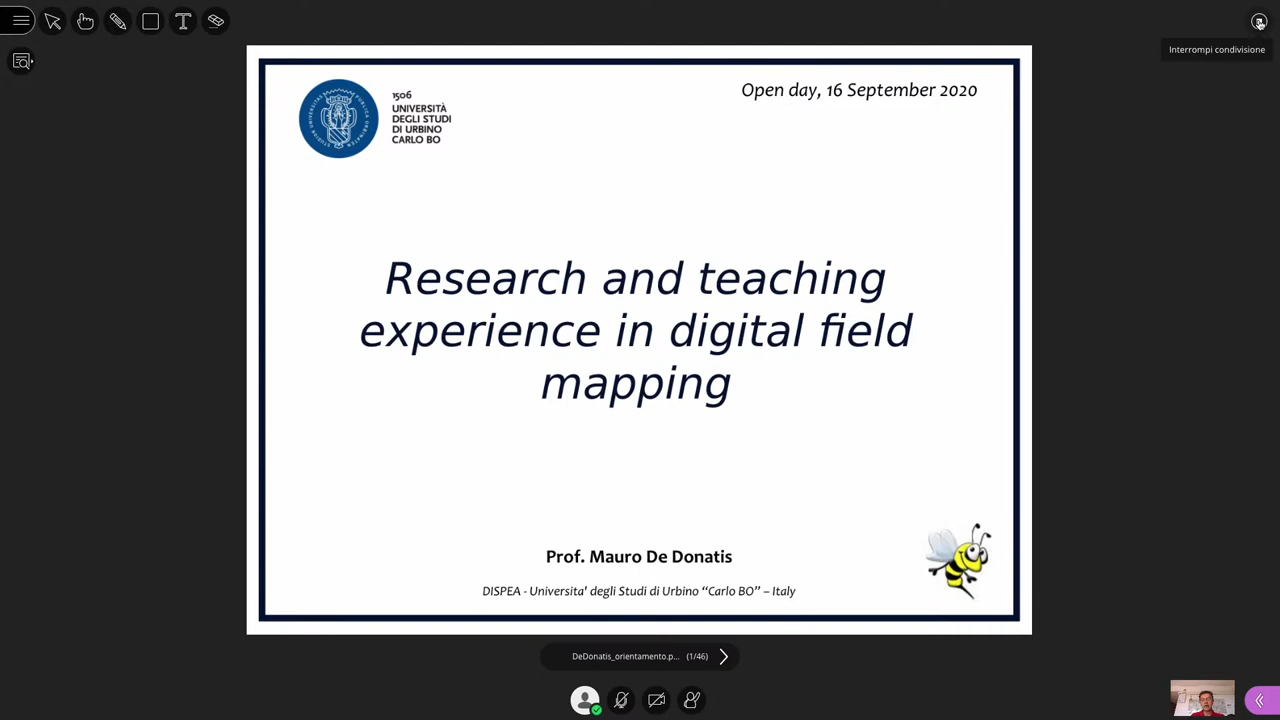 Interrompi condivisione
Open day, 16 September 2020
1506
UNIVERSITÀ
DEGLI STUDI
DI URBINO
CARLO BO
Research and teaching
experience in digital field
mapping
Prof. Mauro De Donatis
DISPEA - Universita' degli Studi di Urbino “Carlo BO” – Italy
DeDonatis_orientamento.p... (1/46)